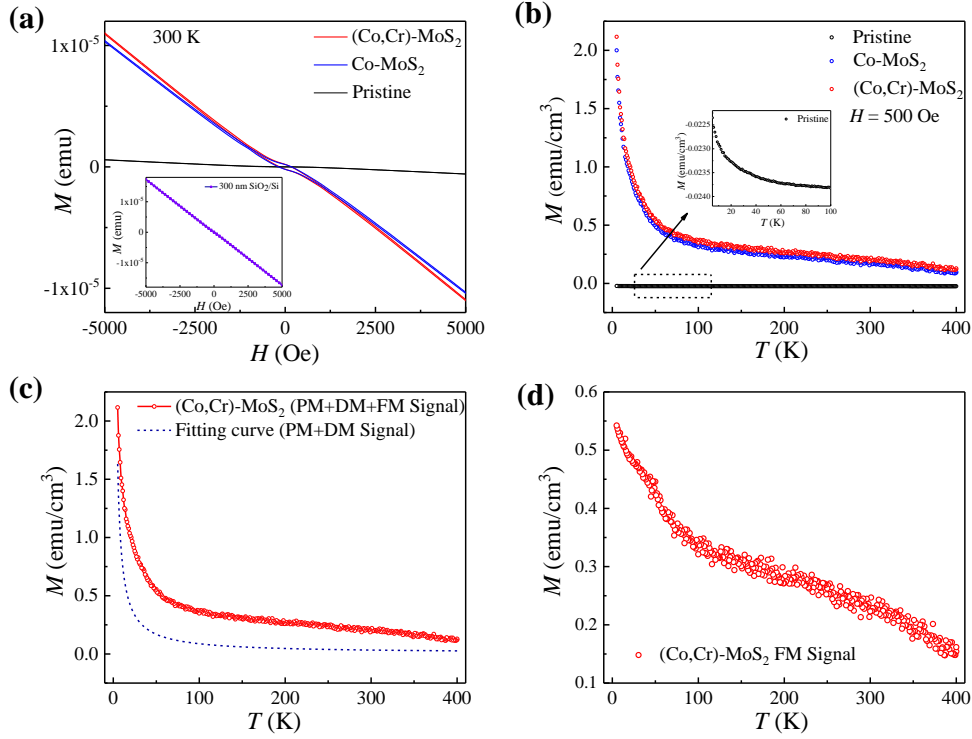 (a)
300 K
(Co,Cr)-MoS₂
Co-MoS₂
Pristine
1x10⁻⁵
0
-1x10⁻⁵
M (emu)
-5000 -2500 0 2500 5000
H (Oe)
300 nm SiO₂/Si
1x10⁻⁵
0
-1x10⁻⁵
M (emu)
-5000 -2500 0 2500 5000
H (Oe)
(b)
Pristine
Co-MoS₂
(Co,Cr)-MoS₂
H = 500 Oe
2.0
1.5
1.0
0.5
0.0
M (emu/cm³)
0 50 100 150 200 250 300 350 400
T (K)
Pristine
-0.0225
-0.0230
-0.0235
-0.0240
M (emu/cm³)
20 40 60 80 100
T (K)
(c)
(Co,Cr)-MoS₂ (PM+DM+FM Signal)
Fitting curve (PM+DM Signal)
2.0
1.5
1.0
0.5
0.0
M (emu/cm³)
0 100 200 300 400
T (K)
(d)
0.6
0.5
0.4
0.3
0.2
0.1
M (emu/cm³)
(Co,Cr)-MoS₂ FM Signal
0 100 200 300 400
T (K)